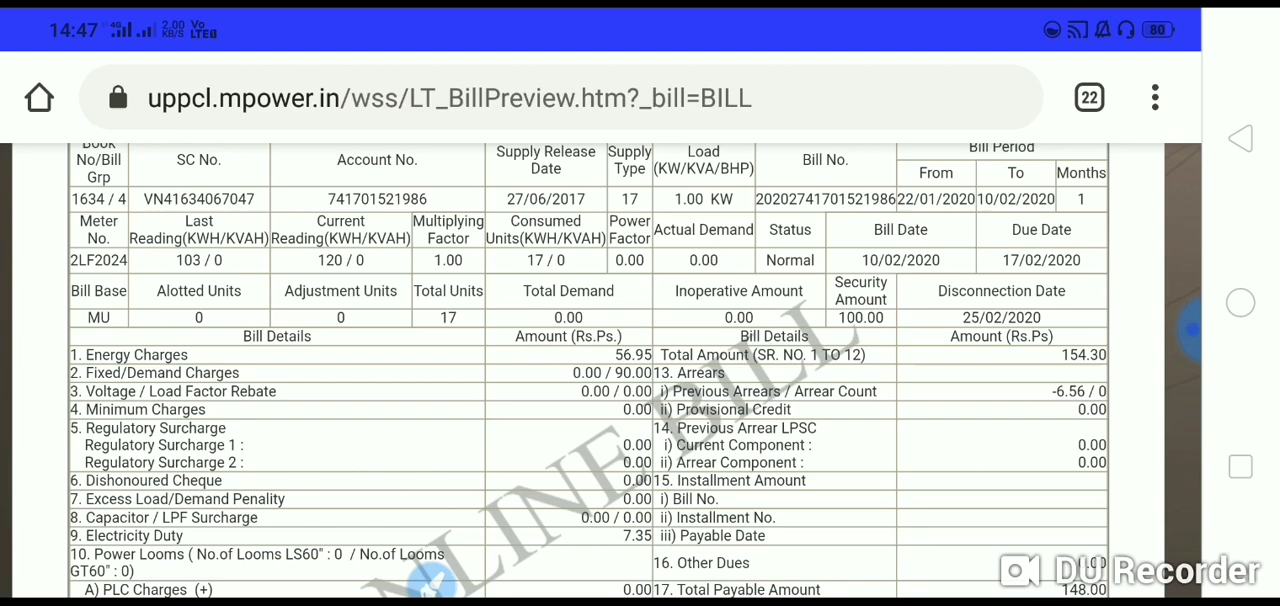 14:47 4G 2.00 KB/S Vo LTE 80
uppcl.mpower.in/wss/LT_BillPreview.htm?_bill=BILL 22
Book No/Bill Grp SC No. Account No. Supply Release Date Supply Type Load (KW/KVA/BHP) Bill No. Bill Period From To Months
1634 / 4 VN41634067047 741701521986 27/06/2017 17 1.00 KW 20202741701521986 22/01/2020 10/02/2020 1
Meter No. Last Reading(KWH/KVAH) Current Reading(KWH/KVAH) Multiplying Factor Consumed Units(KWH/KVAH) Power Factor Actual Demand Status Bill Date Due Date
2LF2024 103 / 0 120 / 0 1.00 17 / 0 0.00 0.00 Normal 10/02/2020 17/02/2020
Bill Base Alotted Units Adjustment Units Total Units Total Demand Inoperative Amount Security Amount Disconnection Date
MU 0 0 17 0.00 0.00 100.00 25/02/2020
Bill Details Amount (Rs.Ps.) Bill Details Amount (Rs.Ps)
1. Energy Charges 56.95 Total Amount (SR. NO. 1 TO 12) 154.30
2. Fixed/Demand Charges 0.00 / 90.00 13. Arrears
3. Voltage / Load Factor Rebate 0.00 / 0.00 i) Previous Arrears / Arrear Count -6.56 / 0
4. Minimum Charges 0.00 ii) Provisional Credit 0.00
5. Regulatory Surcharge 14. Previous Arrear LPSC
Regulatory Surcharge 1 : 0.00 i) Current Component : 0.00
Regulatory Surcharge 2 : 0.00 ii) Arrear Component : 0.00
6. Dishonoured Cheque 0.00 15. Installment Amount
7. Excess Load/Demand Penality 0.00 i) Bill No.
8. Capacitor / LPF Surcharge 0.00 / 0.00 ii) Installment No.
9. Electricity Duty 7.35 iii) Payable Date
10. Power Looms ( No.of Looms LS60" : 0 / No.of Looms
GT60" : 0) 16. Other Dues
A) PLC Charges (+) 0.00 17. Total Payable Amount 148.00
NLINE BILL
DU Recorder